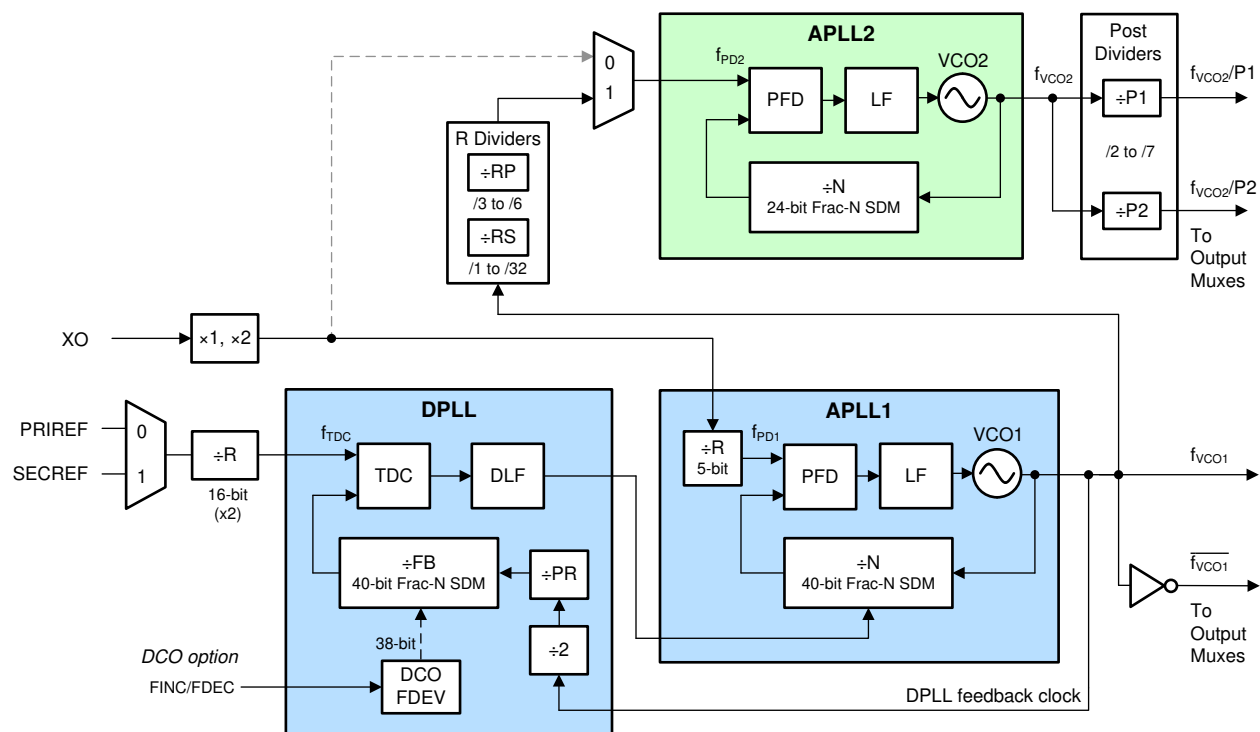 APLL2
Post
Dividers
0
1
fPD2
PFD
LF
VCO2
fVCO2
÷P1
fVCO2/P1
/2 to /7
÷P2
fVCO2/P2
To
Output
Muxes
÷N
24-bit Frac-N SDM
R Dividers
÷RP
/3 to /6
÷RS
/1 to /32
XO
×1, ×2
DPLL
APLL1
PRIREF
SECREF
0
1
÷R
16-bit
(x2)
fTDC
TDC
DLF
÷FB
40-bit Frac-N SDM
÷PR
÷2
38-bit
DCO
FDEV
DCO option
FINC/FDEC
÷R
5-bit
fPD1
PFD
LF
VCO1
÷N
40-bit Frac-N SDM
fVCO1
fVCO1
To
Output
Muxes
DPLL feedback clock